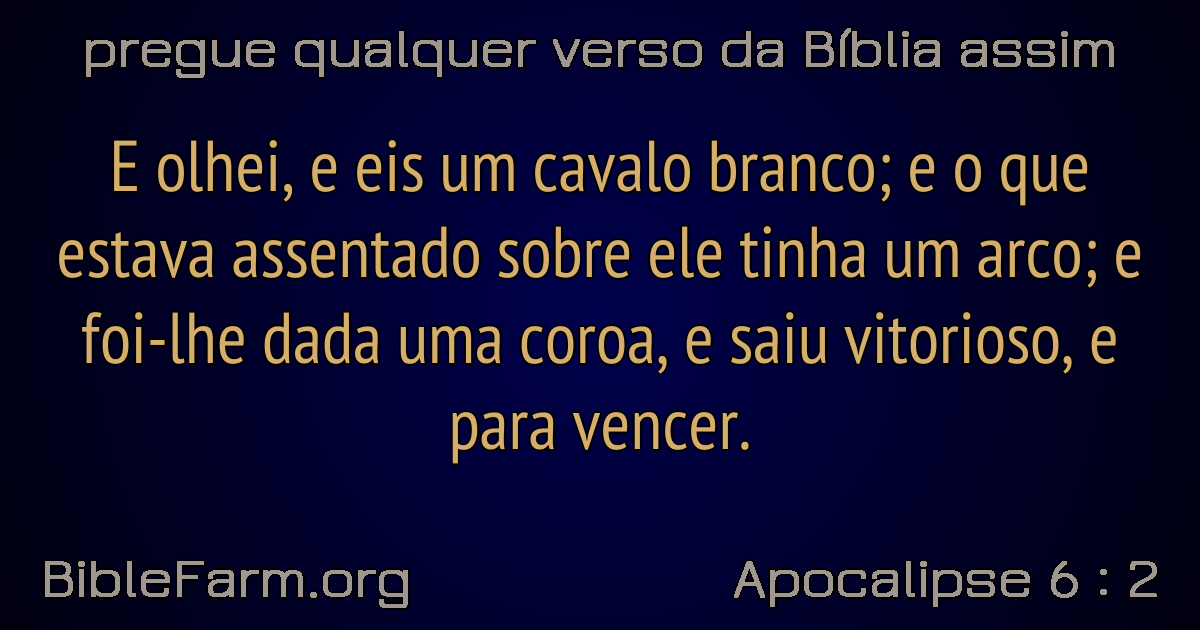 pregue qualquer verso da Bíblia assim
E olhei, e eis um cavalo branco; e o que
estava assentado sobre ele tinha um arco; e
foi-lhe dada uma coroa, e saiu vitorioso, e
para vencer.
BibleFarm.org
Apocalipse 6 : 2